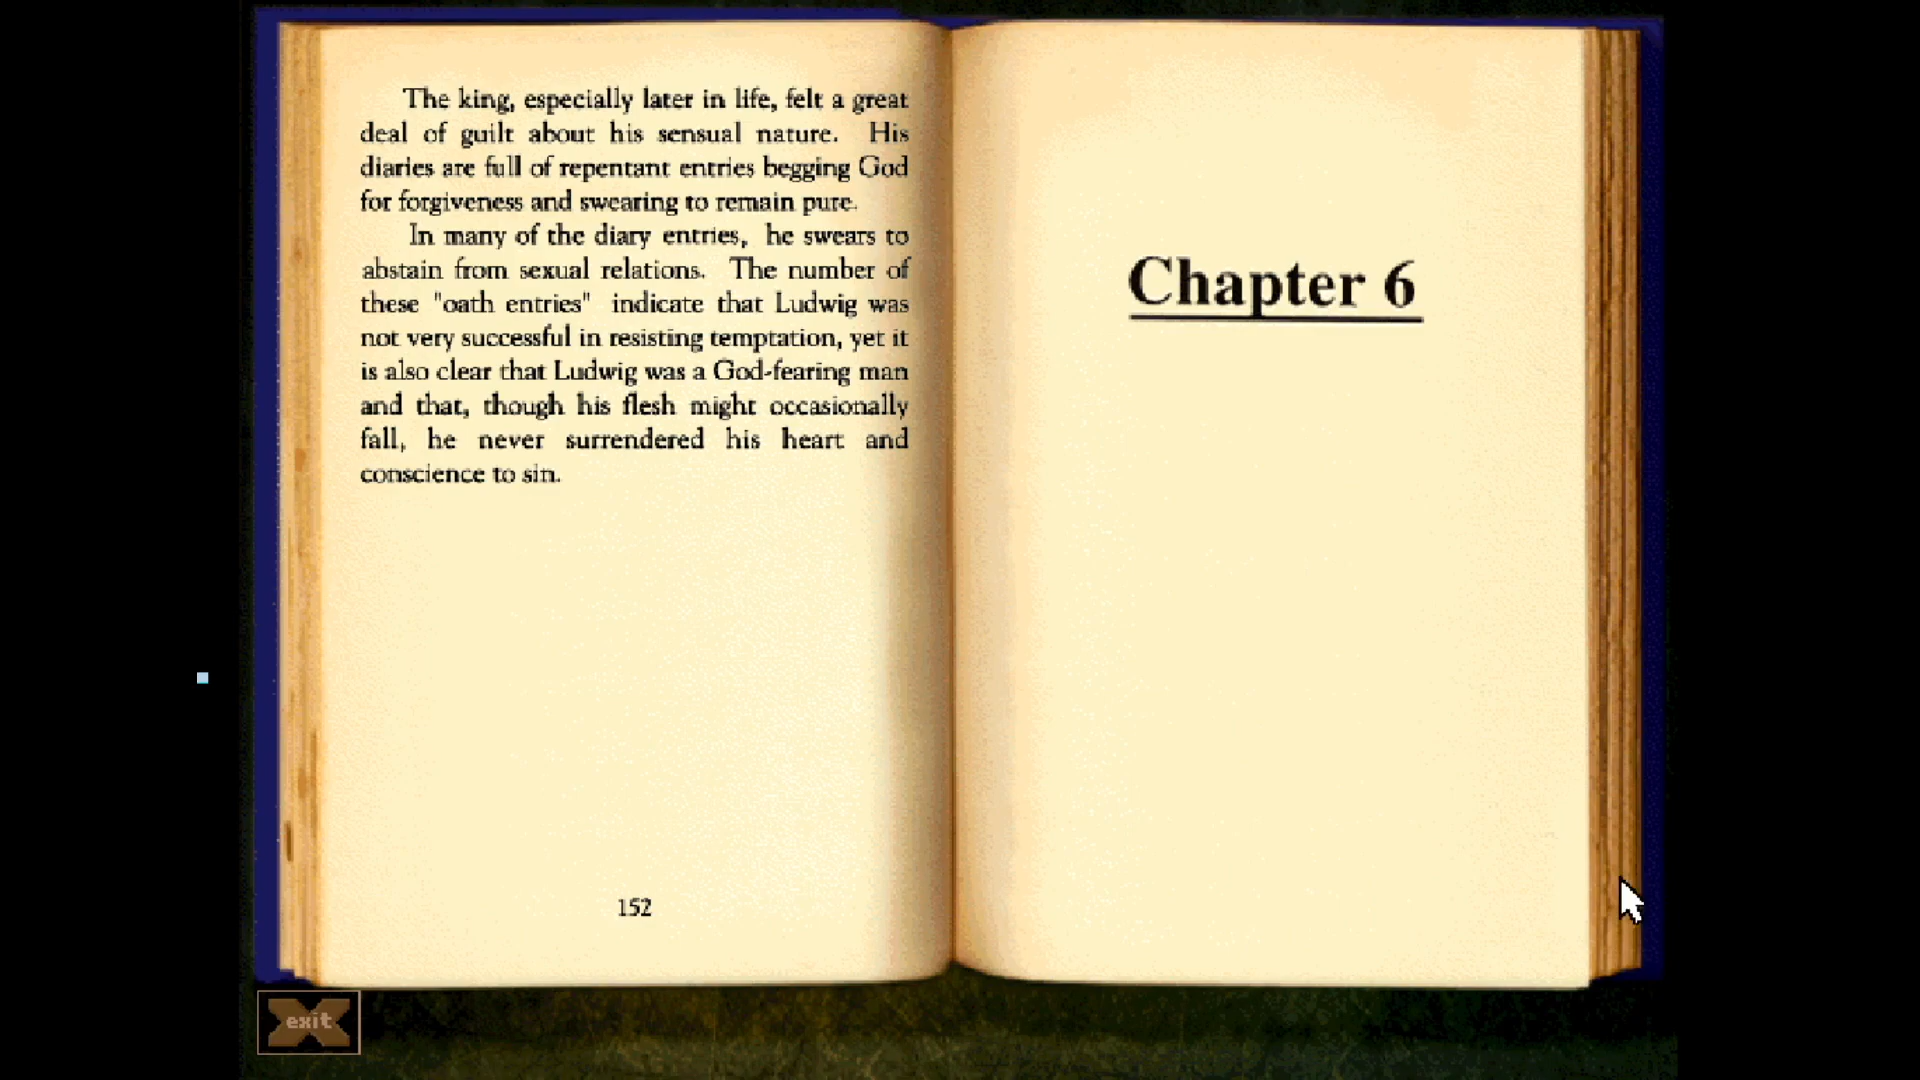 The king, especially later in life, felt a great
deal of guilt about his sensual nature. His
diaries are full of repentant entries begging God
for forgiveness and swearing to remain pure.
In many of the diary entries, he swears to
abstain from sexual relations. The number of
these "oath entries" indicate that Ludwig was
not very successful in resisting temptation, yet it
is also clear that Ludwig was a God-fearing man
and that, though his flesh might occasionally
fall, he never surrendered his heart and
conscience to sin.
152
Chapter 6
exit